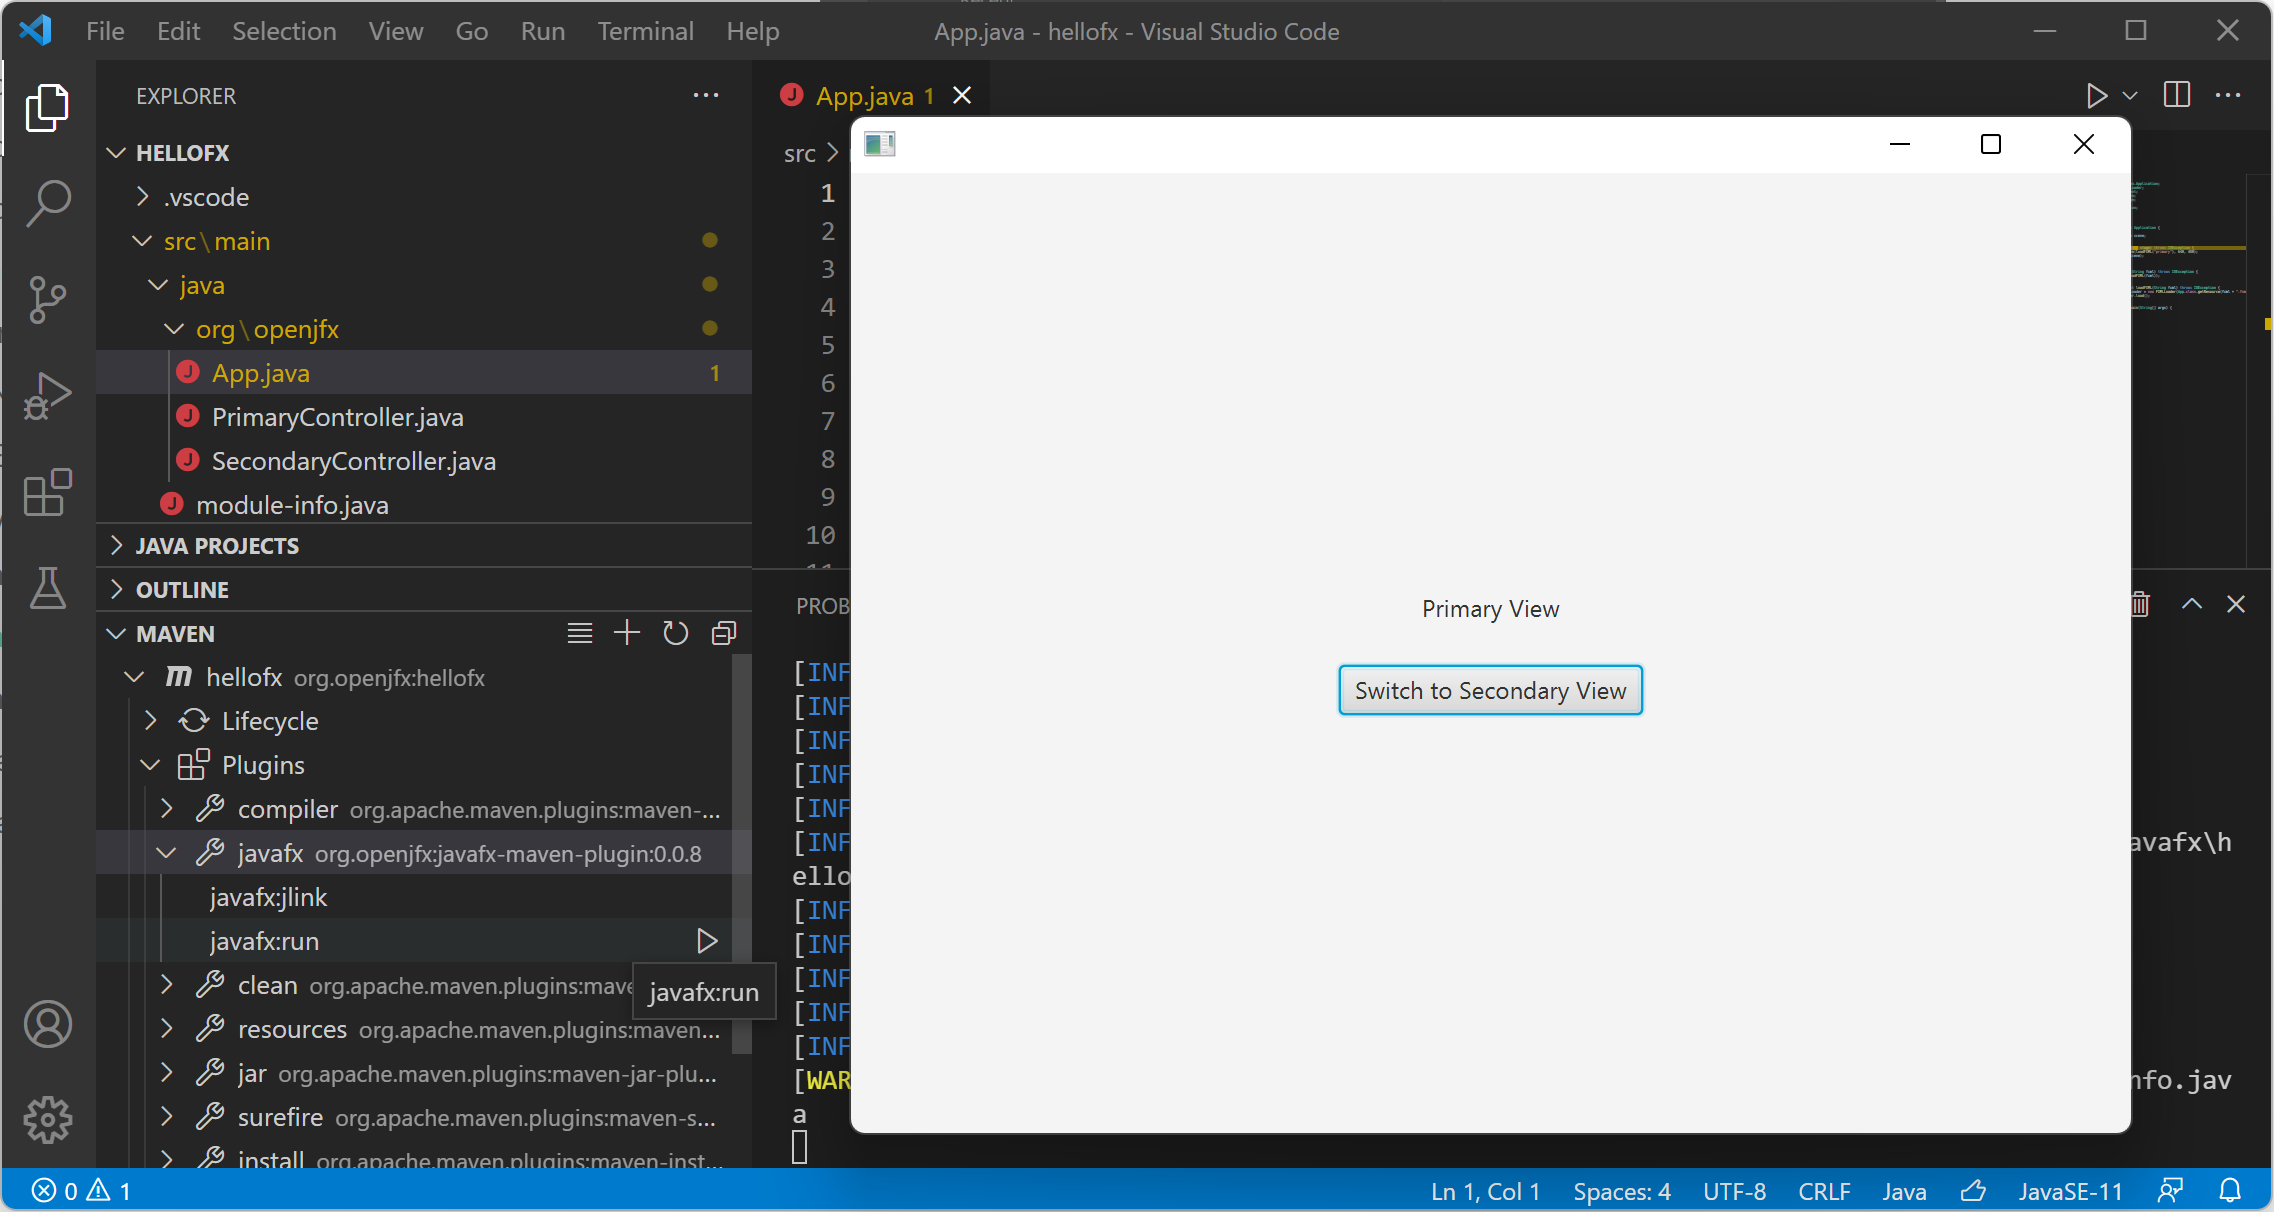 File Edit Selection View Go Run Terminal Help
App.java - hellofx - Visual Studio Code
EXPLORER
HELLOFX
.vscode
src\main
java
org\openjfx
App.java 1
PrimaryController.java
SecondaryController.java
module-info.java
JAVA PROJECTS
OUTLINE
MAVEN
hellofx org.openjfx:hellofx
Lifecycle
Plugins
compiler org.apache.maven.plugins:maven-...
javafx org.openjfx:javafx-maven-plugin:0.0.8
javafx:jlink
javafx:run
javafx:run
clean org.apache.maven.plugins:mave
resources org.apache.maven.plugins:maven...
jar org.apache.maven.plugins:maven-jar-plu...
surefire org.apache.maven.plugins:maven-s...
install org.apache.maven.plugins:maven-inst...
App.java 1
src
1
2
3
4
5
6
7
8
9
10
11
Primary View
Switch to Secondary View
PROB
[INF
[INF
[INF
[INF
[INF
[INF
avafx\h
ello
[INF
[INF
[INF
[INF
[INF
[WAR
nfo.jav
a
0 1
Ln 1, Col 1 Spaces: 4 UTF-8 CRLF Java JavaSE-11